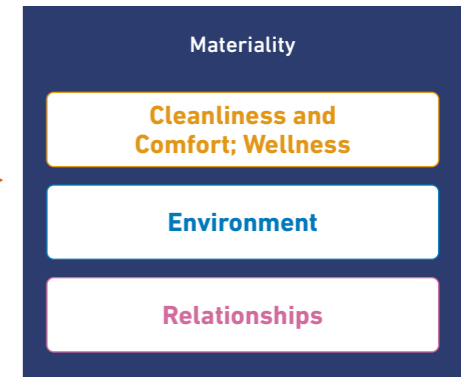 Materiality
Cleanliness and
Comfort; Wellness
Environment
Relationships